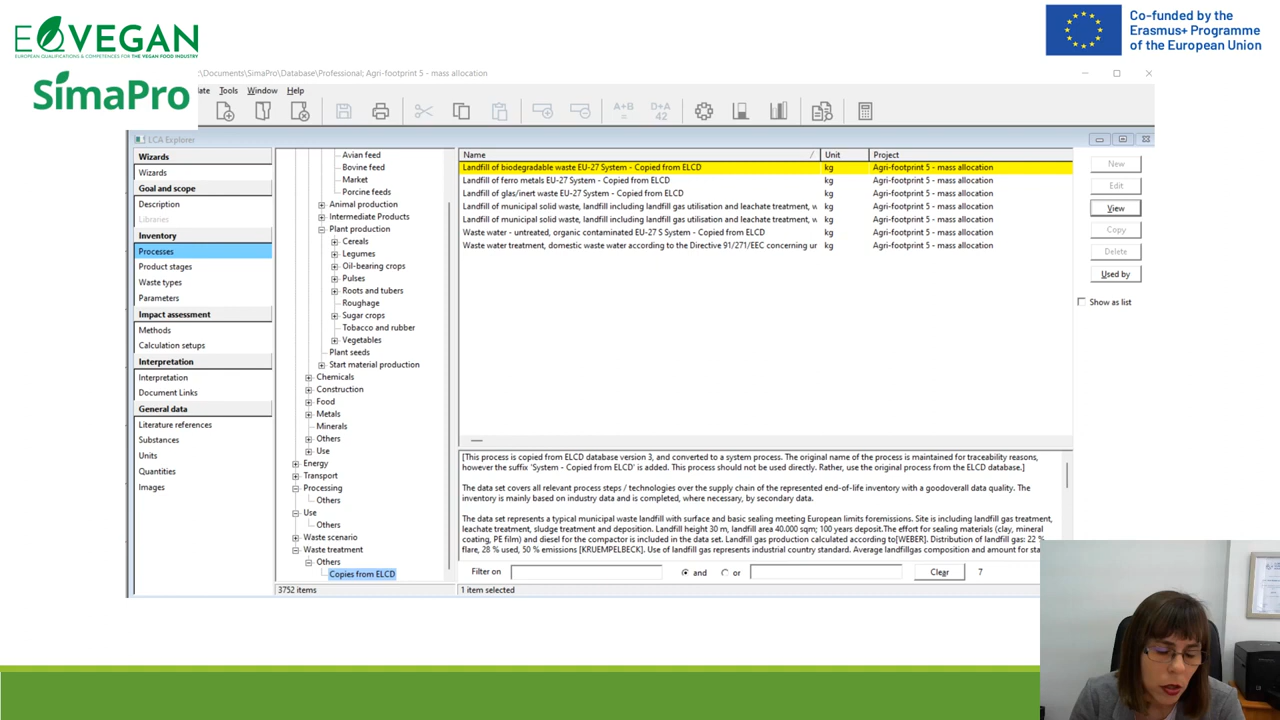 EQVEGAN
EUROPEAN QUALIFICATIONS & COMPETENCES FOR THE VEGAN FOOD INDUSTRY
SimaPro
Co-funded by the
Erasmus+ Programme
of the European Union
:\Documents\SimaPro\Database\Professional; Agri-footprint 5 - mass allocation
late Tools Window Help
A+B
=
D+A
42
LCA Explorer
Wizards
Wizards
Goal and scope
Description
Libraries
Inventory
Processes
Product stages
Waste types
Parameters
Impact assessment
Methods
Calculation setups
Interpretation
Interpretation
Document Links
General data
Literature references
Substances
Units
Quantities
Images
Avian feed
Bovine feed
Market
Porcine feeds
Animal production
Intermediate Products
Plant production
Cereals
Legumes
Oil-bearing crops
Pulses
Roots and tubers
Roughage
Sugar crops
Tobacco and rubber
Vegetables
Plant seeds
Start material production
Chemicals
Construction
Food
Metals
Minerals
Others
Use
Energy
Transport
Processing
Others
Use
Others
Waste scenario
Waste treatment
Others
Copies from ELCD
3752 items
Name / Unit Project
Landfill of biodegradable waste EU-27 System - Copied from ELCD kg Agri-footprint 5 - mass allocation
Landfill of ferro metals EU-27 System - Copied from ELCD kg Agri-footprint 5 - mass allocation
Landfill of glas/inert waste EU-27 System - Copied from ELCD kg Agri-footprint 5 - mass allocation
Landfill of municipal solid waste, landfill including landfill gas utilisation and leachate treatment, w kg Agri-footprint 5 - mass allocation
Landfill of municipal solid waste, landfill including landfill gas utilisation and leachate treatment, w kg Agri-footprint 5 - mass allocation
Waste water - untreated, organic contaminated EU-27 S System - Copied from ELCD kg Agri-footprint 5 - mass allocation
Waste water treatment, domestic waste water according to the Directive 91/271/EEC concerning ur kg Agri-footprint 5 - mass allocation
[This process is copied from ELCD database version 3, and converted to a system process. The original name of the process is maintained for traceability reasons,
however the suffix 'System - Copied from ELCD' is added. This process should not be used directly. Rather, use the original process from the ELCD database.]
The data set covers all relevant process steps / technologies over the supply chain of the represented end-of-life inventory with a goodoverall data quality. The
inventory is mainly based on industry data and is completed, where necessary, by secondary data.
The data set represents a typical municipal waste landfill with surface and basic sealing meeting European limits foremissions. Site is including landfill gas treatment,
leachate treatment, sludge treatment and deposition. Landfill height 30 m, landfill area 40.000 sqm; 100 years deposit.The effort for sealing materials (clay, mineral
coating, PE film) and diesel for the compactor is included in the data set. Landfill gas production calculated according to[WEBER]. Distribution of landfill gas: 22 %
flare, 28 % used, 50 % emissions [KRUEMPELBECK]. Use of landfill gas represents industrial country standard. Average landfillgas composition and amount for sta
Filter on and or Clear 7
1 item selected
New
Edit
View
Copy
Delete
Used by
Show as list
18